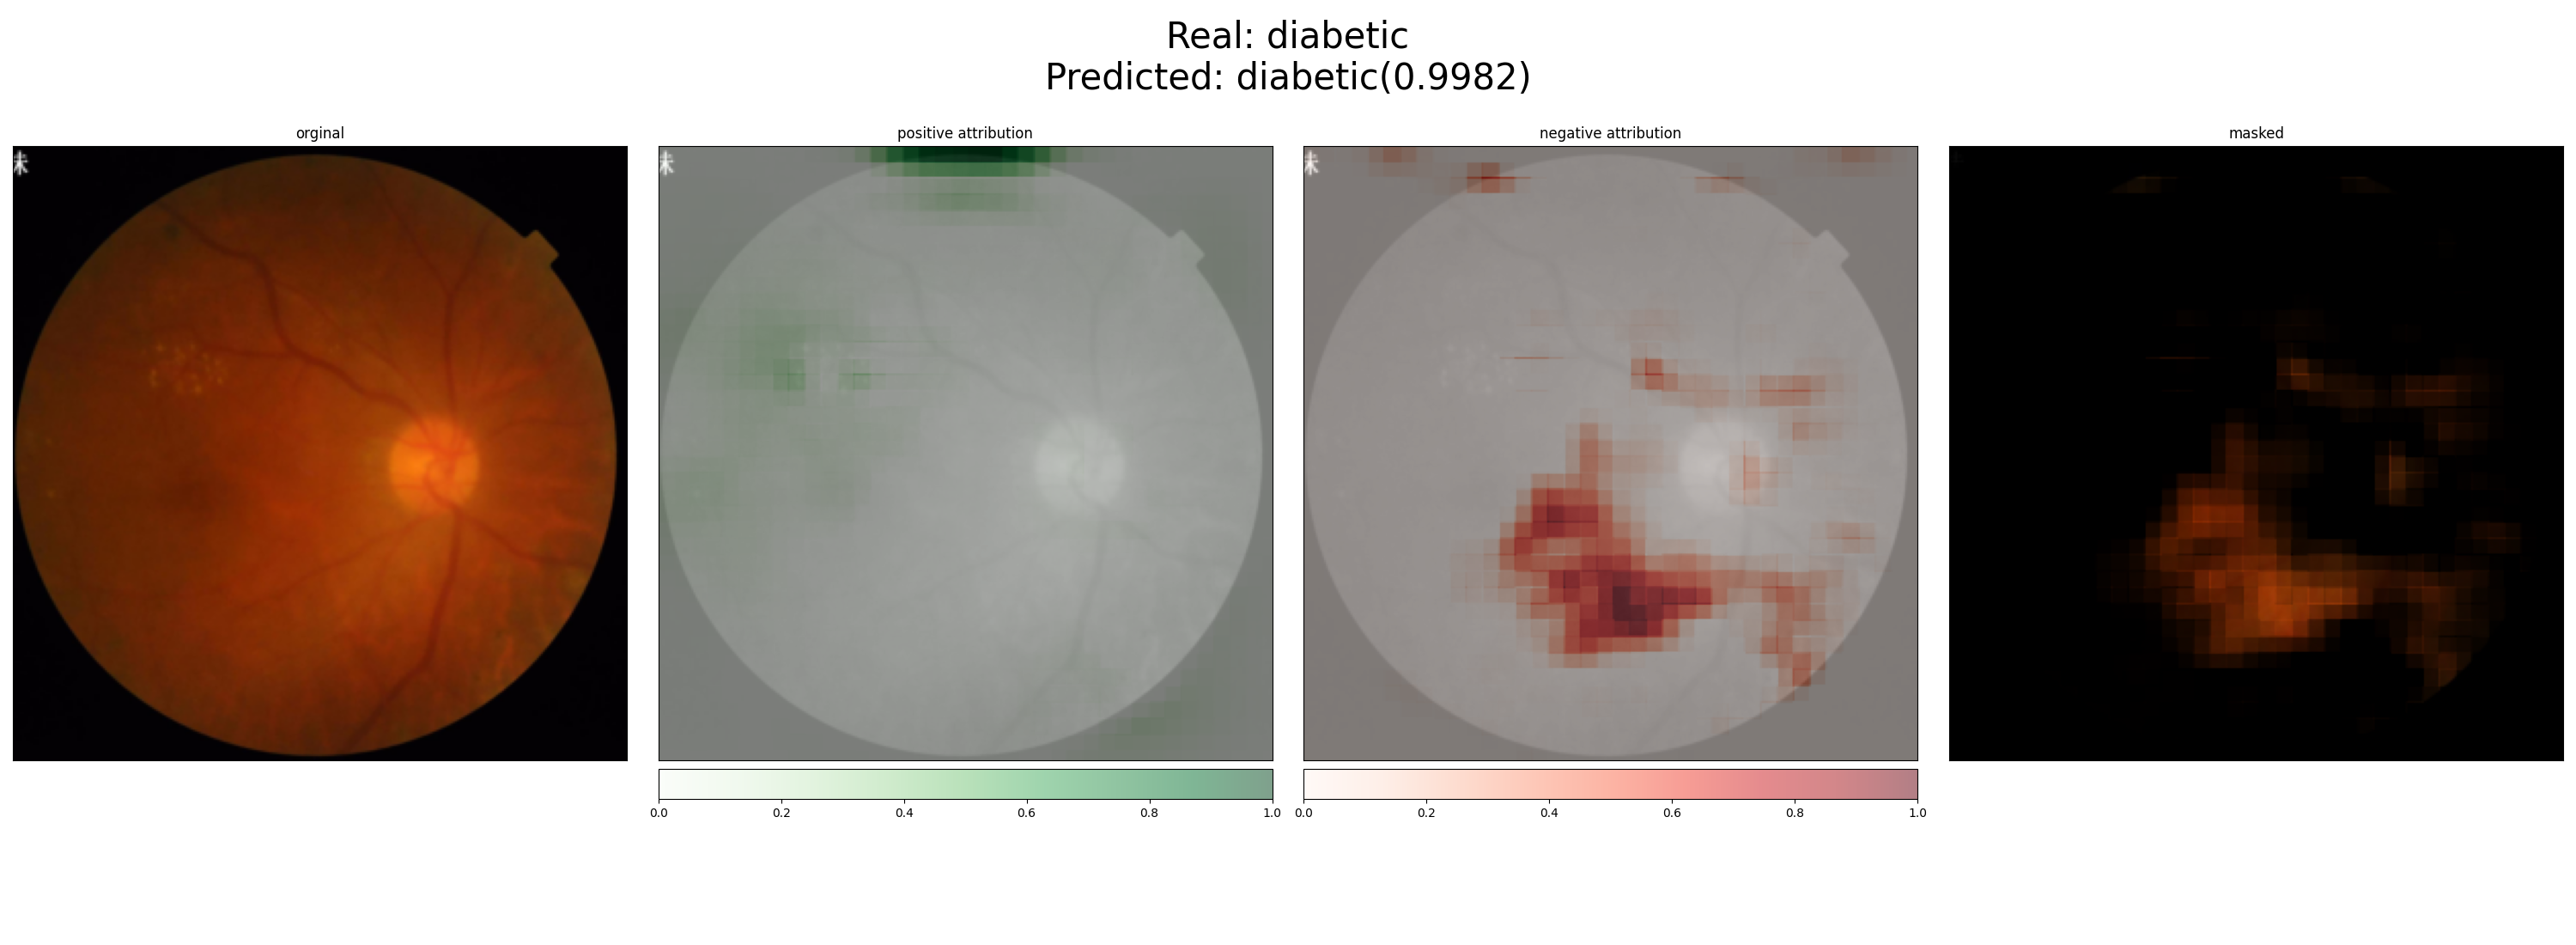 Real: diabetic
Predicted: diabetic(0.9982)
orginal
positive attribution
negative attribution
masked
0.0 0.2 0.4 0.6 0.8 1.0
0.0 0.2 0.4 0.6 0.8 1.0